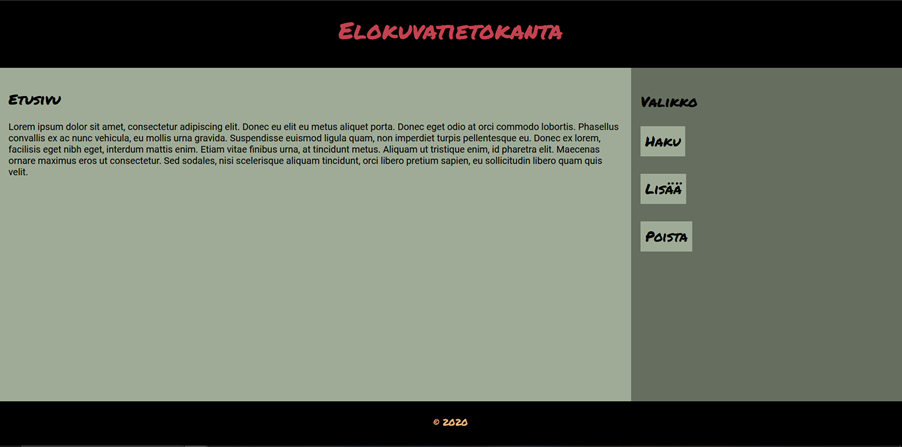 Elokuvatietokanta
Etusivu
Lorem ipsum dolor sit amet, consectetur adipiscing elit. Donec eu elit eu metus aliquet porta. Donec eget odio at orci commodo lobortis. Phasellus
convallis ex ac nunc vehicula, eu mollis urna gravida. Suspendisse euismod ligula quam, non imperdiet turpis pellentesque eu. Donec ex lorem,
facilisis eget nibh eget, interdum mattis enim. Etiam vitae finibus urna, at tincidunt metus. Aliquam ut tristique enim, id pharetra elit. Maecenas
ornare maximus eros ut consectetur. Sed sodales, nisi scelerisque aliquam tincidunt, orci libero pretium sapien, eu sollicitudin libero quam quis
velit.
Valikko
Haku
Lisää
Poista
© 2020